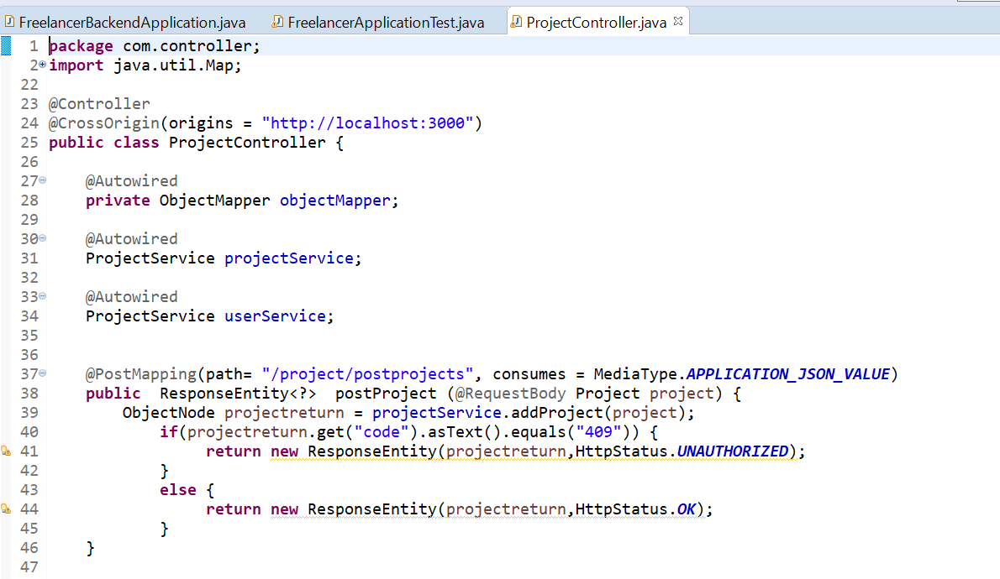 FreelancerBackendApplication.java FreelancerApplicationTest.java ProjectController.java
1 package com.controller;
2 import java.util.Map;
22
23 @Controller
24 @CrossOrigin(origins = "http://localhost:3000")
25 public class ProjectController {
26
27 @Autowired
28 private ObjectMapper objectMapper;
29
30 @Autowired
31 ProjectService projectService;
32
33 @Autowired
34 ProjectService userService;
35
36
37 @PostMapping(path= "/project/postprojects", consumes = MediaType.APPLICATION_JSON_VALUE)
38 public  ResponseEntity<?>  postProject (@RequestBody Project project) {
39 ObjectNode projectreturn = projectService.addProject(project);
40 if(projectreturn.get("code").asText().equals("409")) {
41 return new ResponseEntity(projectreturn,HttpStatus.UNAUTHORIZED);
42 }
43 else {
44 return new ResponseEntity(projectreturn,HttpStatus.OK);
45 }
46 }
47